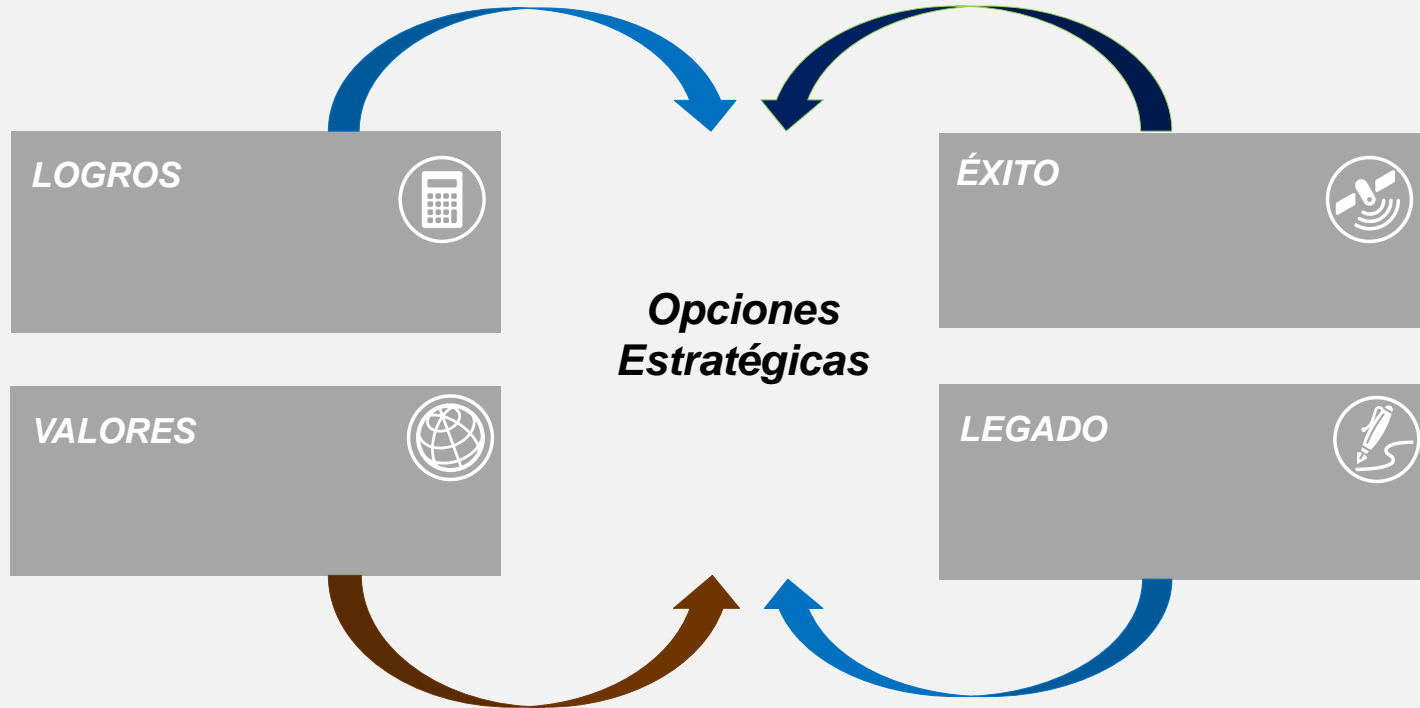 LOGROS
ÉXITO
Opciones
Estratégicas
VALORES
LEGADO